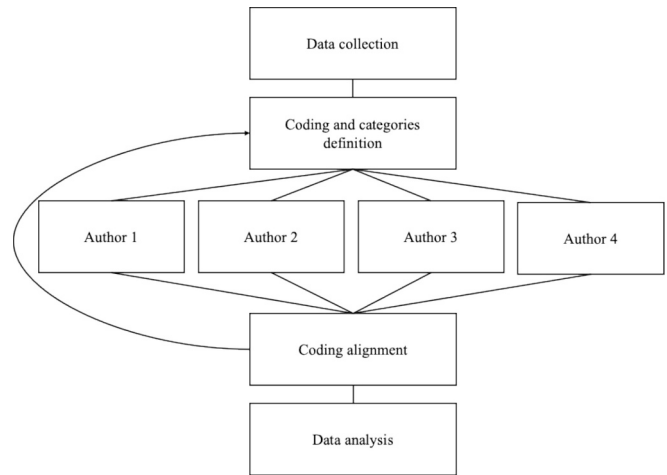 Data collection
Coding and categories
definition
Author 1
Author 2
Author 3
Author 4
Coding alignment
Data analysis